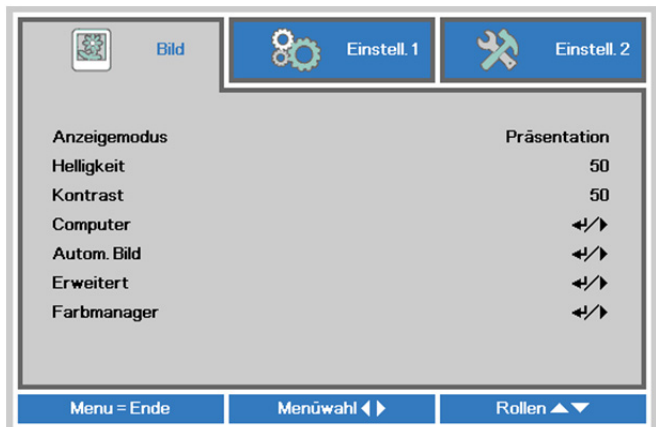 Bild Einstell. 1 Einstell. 2
Anzeigemodus Präsentation
Helligkeit 50
Kontrast 50
Computer ↵/▶
Autom. Bild ↵/▶
Erweitert ↵/▶
Farbmanager ↵/▶
Menu = Ende Menüwahl ◀▶ Rollen ▲▼